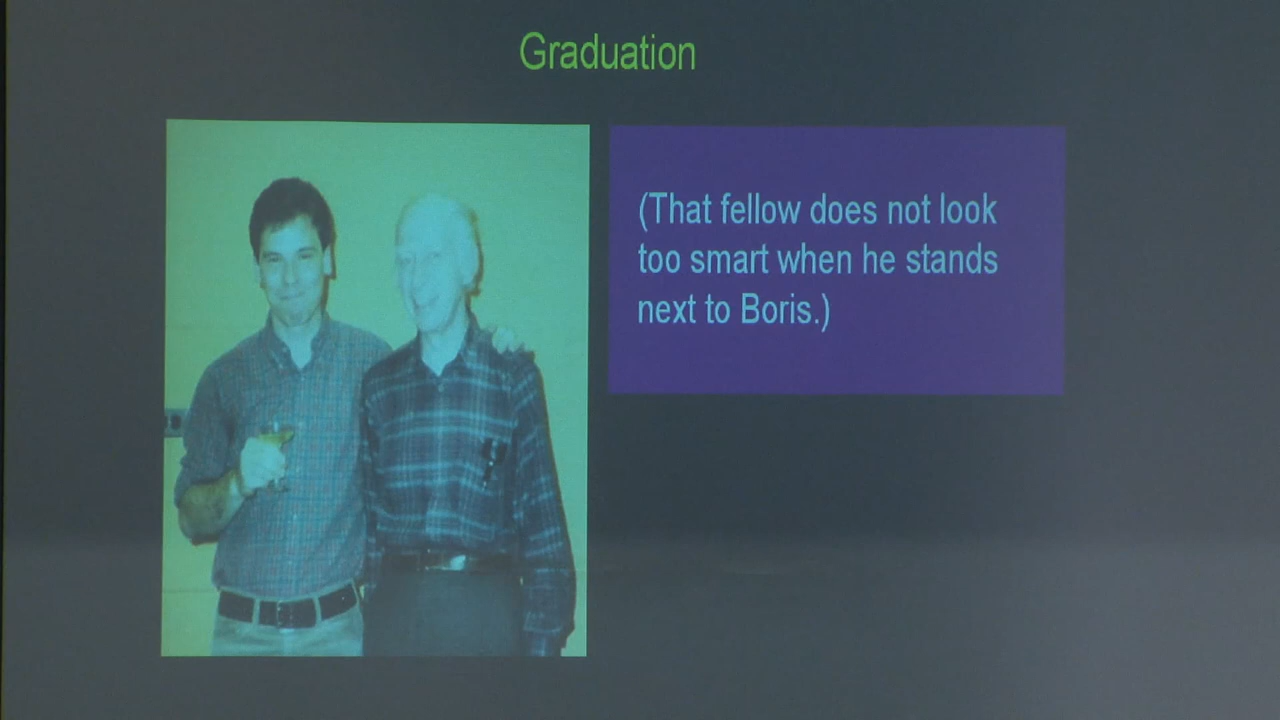 Graduation
(That fellow does not look
too smart when he stands
next to Boris.)